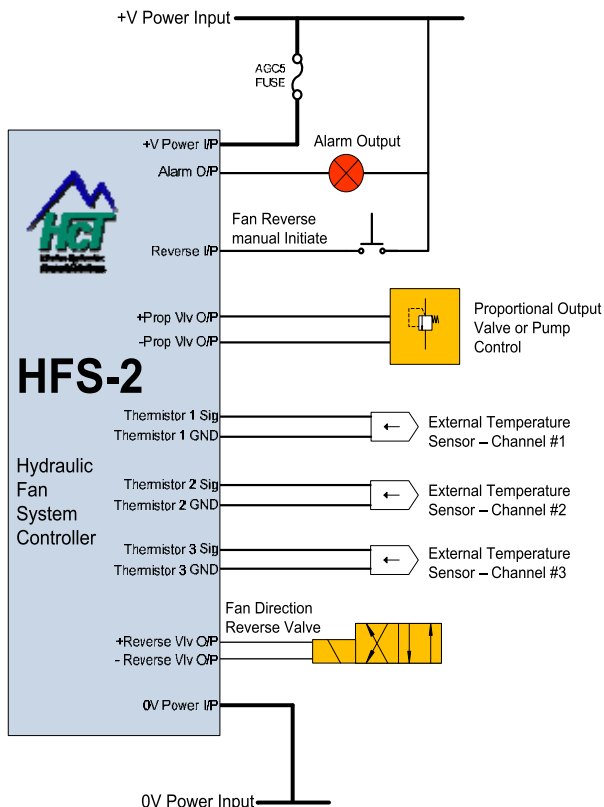 +V Power Input
AGC5
FUSE
+V Power I/P
Alarm Output
Alarm O/P
HCT
Fan Reverse
manual Initiate
Reverse I/P
+Prop Vlv O/P
-Prop Vlv O/P
Proportional Output
Valve or Pump
Control
HFS-2
Thermistor 1 Sig
Thermistor 1 GND
External Temperature
Sensor – Channel #1
Hydraulic
Fan
System
Controller
Thermistor 2 Sig
Thermistor 2 GND
External Temperature
Sensor – Channel #2
Thermistor 3 Sig
Thermistor 3 GND
External Temperature
Sensor – Channel #3
Fan Direction
Reverse Valve
+Reverse Vlv O/P
- Reverse Vlv O/P
0V Power I/P
0V Power Input